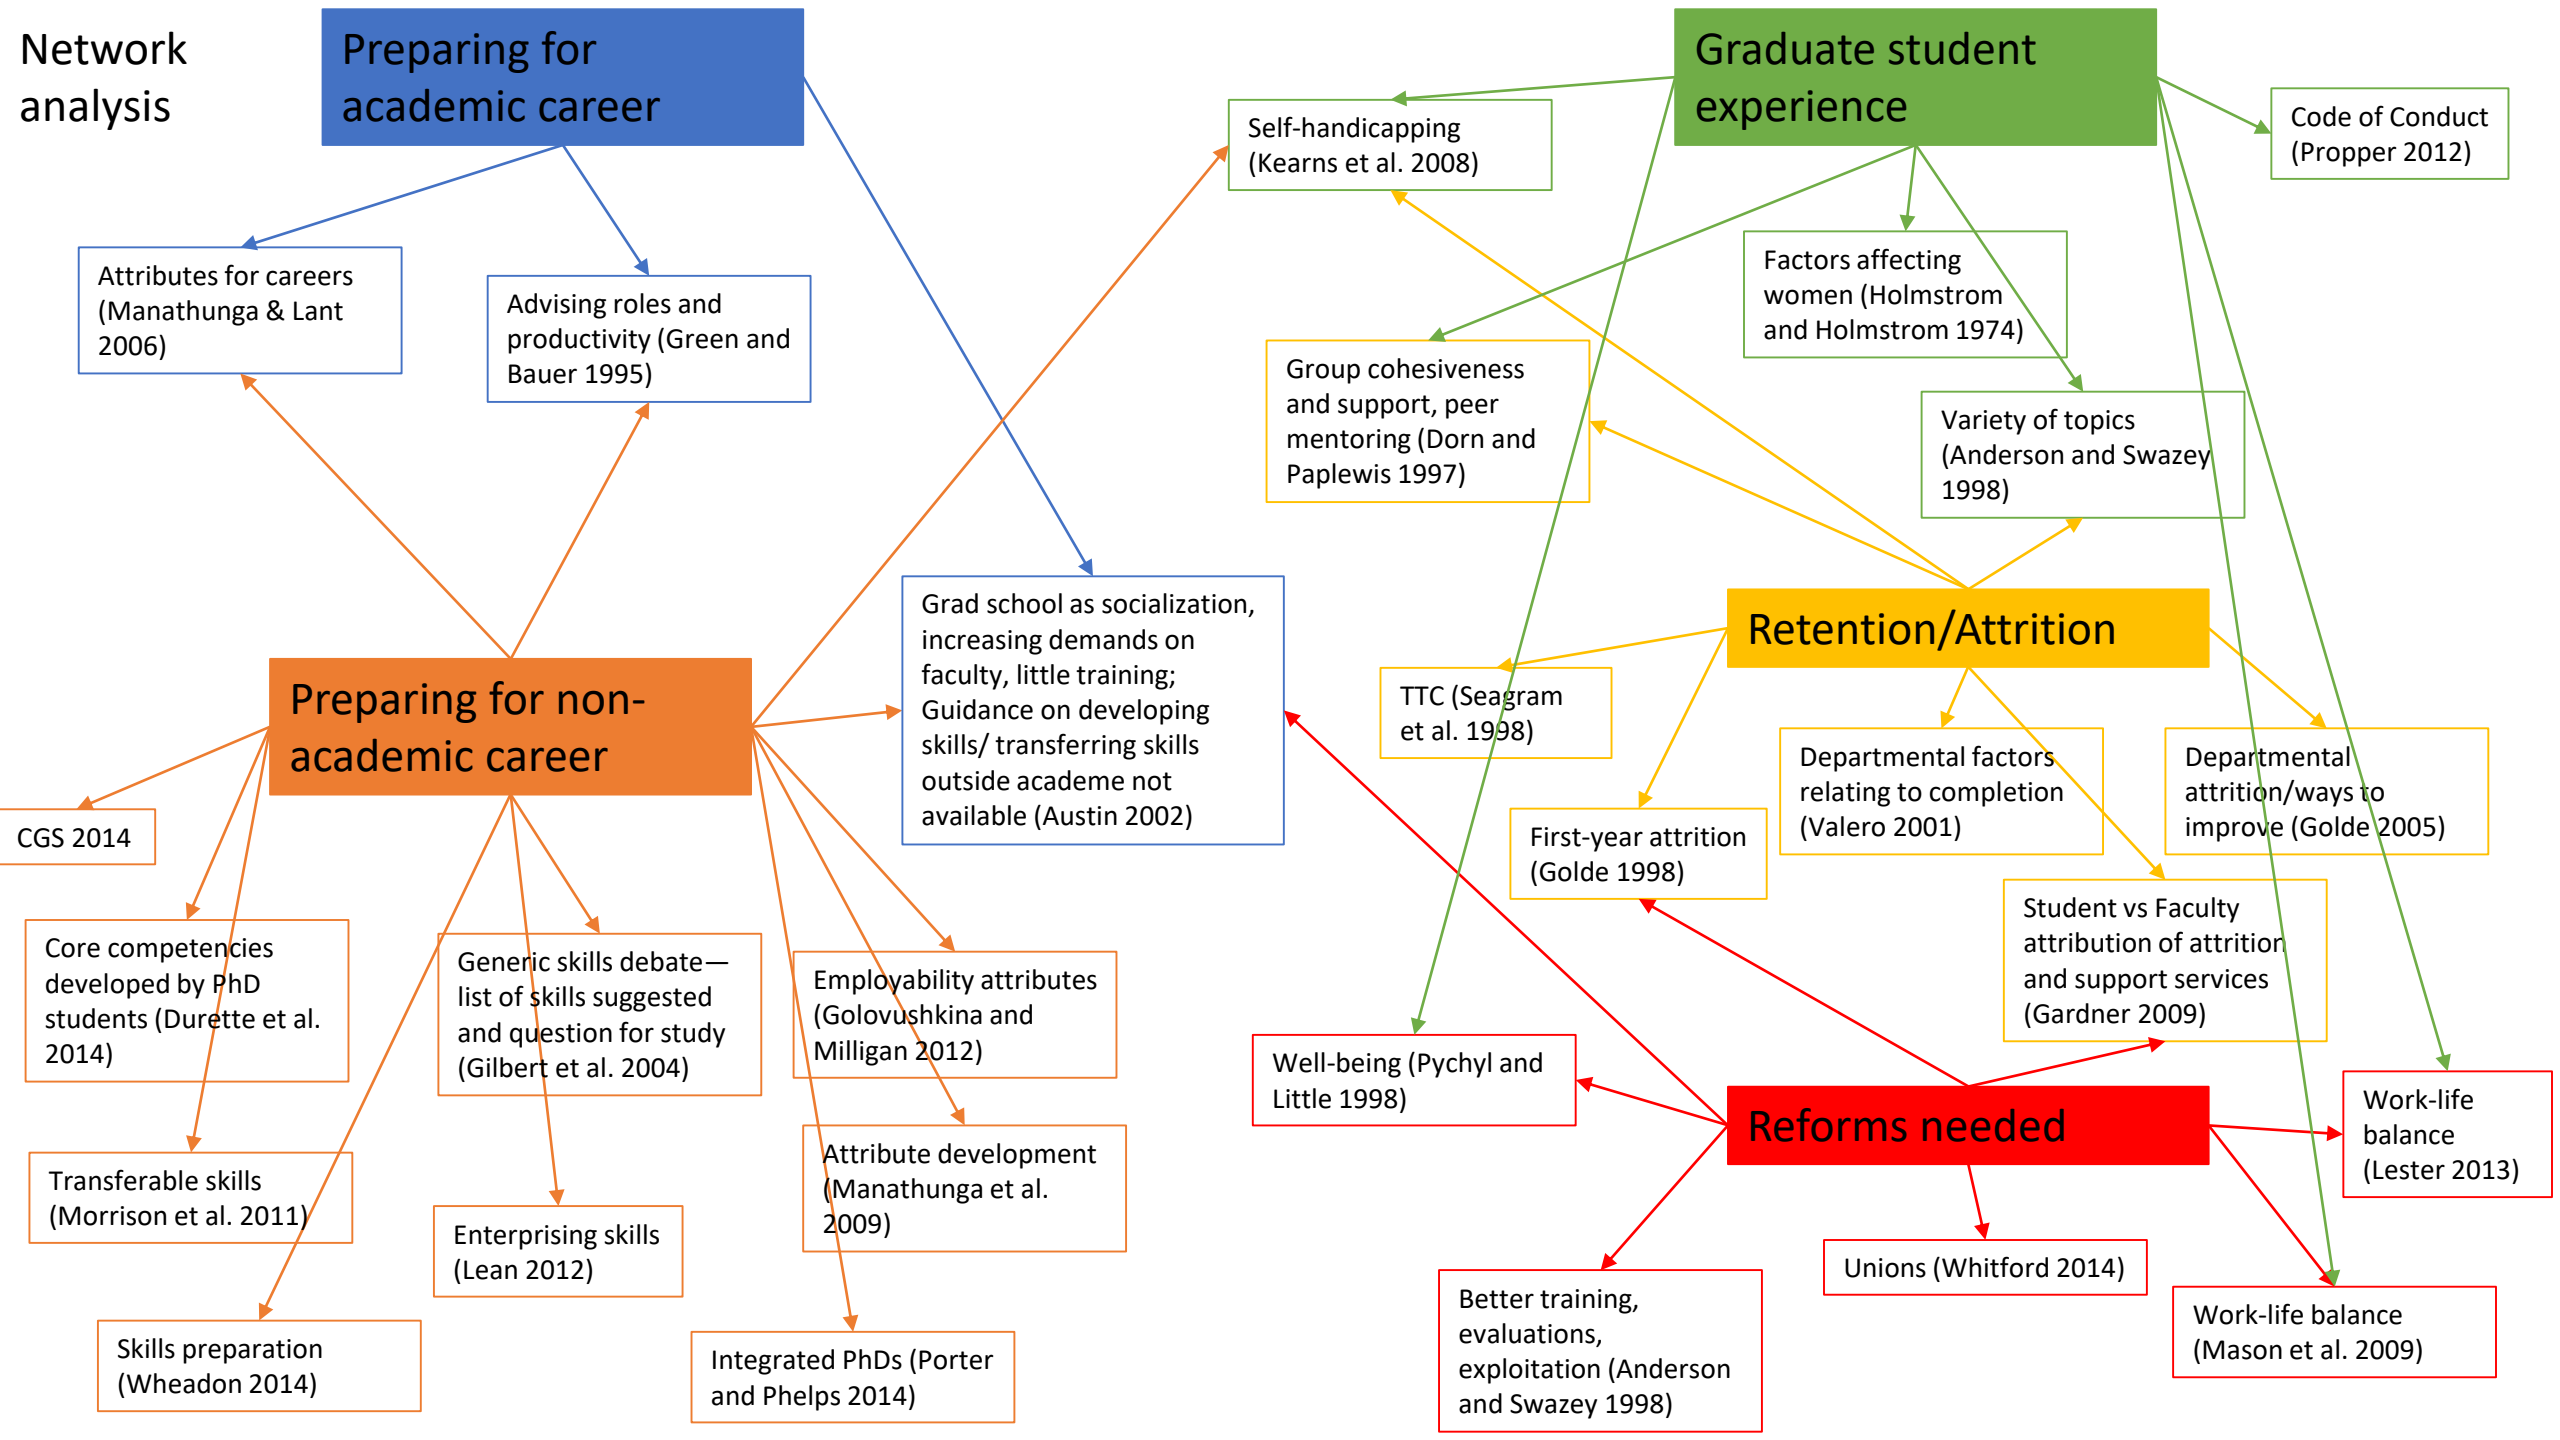 Network
analysis
Preparing for
academic career
Graduate student
experience
Self-handicapping
(Kearns et al. 2008)
Code of Conduct
(Propper 2012)
Attributes for careers
(Manathunga & Lant
2006)
Advising roles and
productivity (Green and
Bauer 1995)
Factors affecting
women (Holmstrom
and Holmstrom 1974)
Group cohesiveness
and support, peer
mentoring (Dorn and
Paplewis 1997)
Variety of topics
(Anderson and Swazey
1998)
Grad school as socialization,
increasing demands on
faculty, little training;
Guidance on developing
skills/ transferring skills
outside academe not
available (Austin 2002)
Retention/Attrition
Preparing for non-
academic career
TTC (Seagram
et al. 1998)
Departmental factors
relating to completion
(Valero 2001)
Departmental
attrition/ways to
improve (Golde 2005)
CGS 2014
First-year attrition
(Golde 1998)
Student vs Faculty
attribution of attrition
and support services
(Gardner 2009)
Core competencies
developed by PhD
students (Durette et al.
2014)
Generic skills debate—
list of skills suggested
and question for study
(Gilbert et al. 2004)
Employability attributes
(Golovushkina and
Milligan 2012)
Well-being (Pychyl and
Little 1998)
Reforms needed
Work-life
balance
(Lester 2013)
Transferable skills
(Morrison et al. 2011)
Attribute development
(Manathunga et al.
2009)
Enterprising skills
(Lean 2012)
Unions (Whitford 2014)
Better training,
evaluations,
exploitation (Anderson
and Swazey 1998)
Work-life balance
(Mason et al. 2009)
Skills preparation
(Wheadon 2014)
Integrated PhDs (Porter
and Phelps 2014)